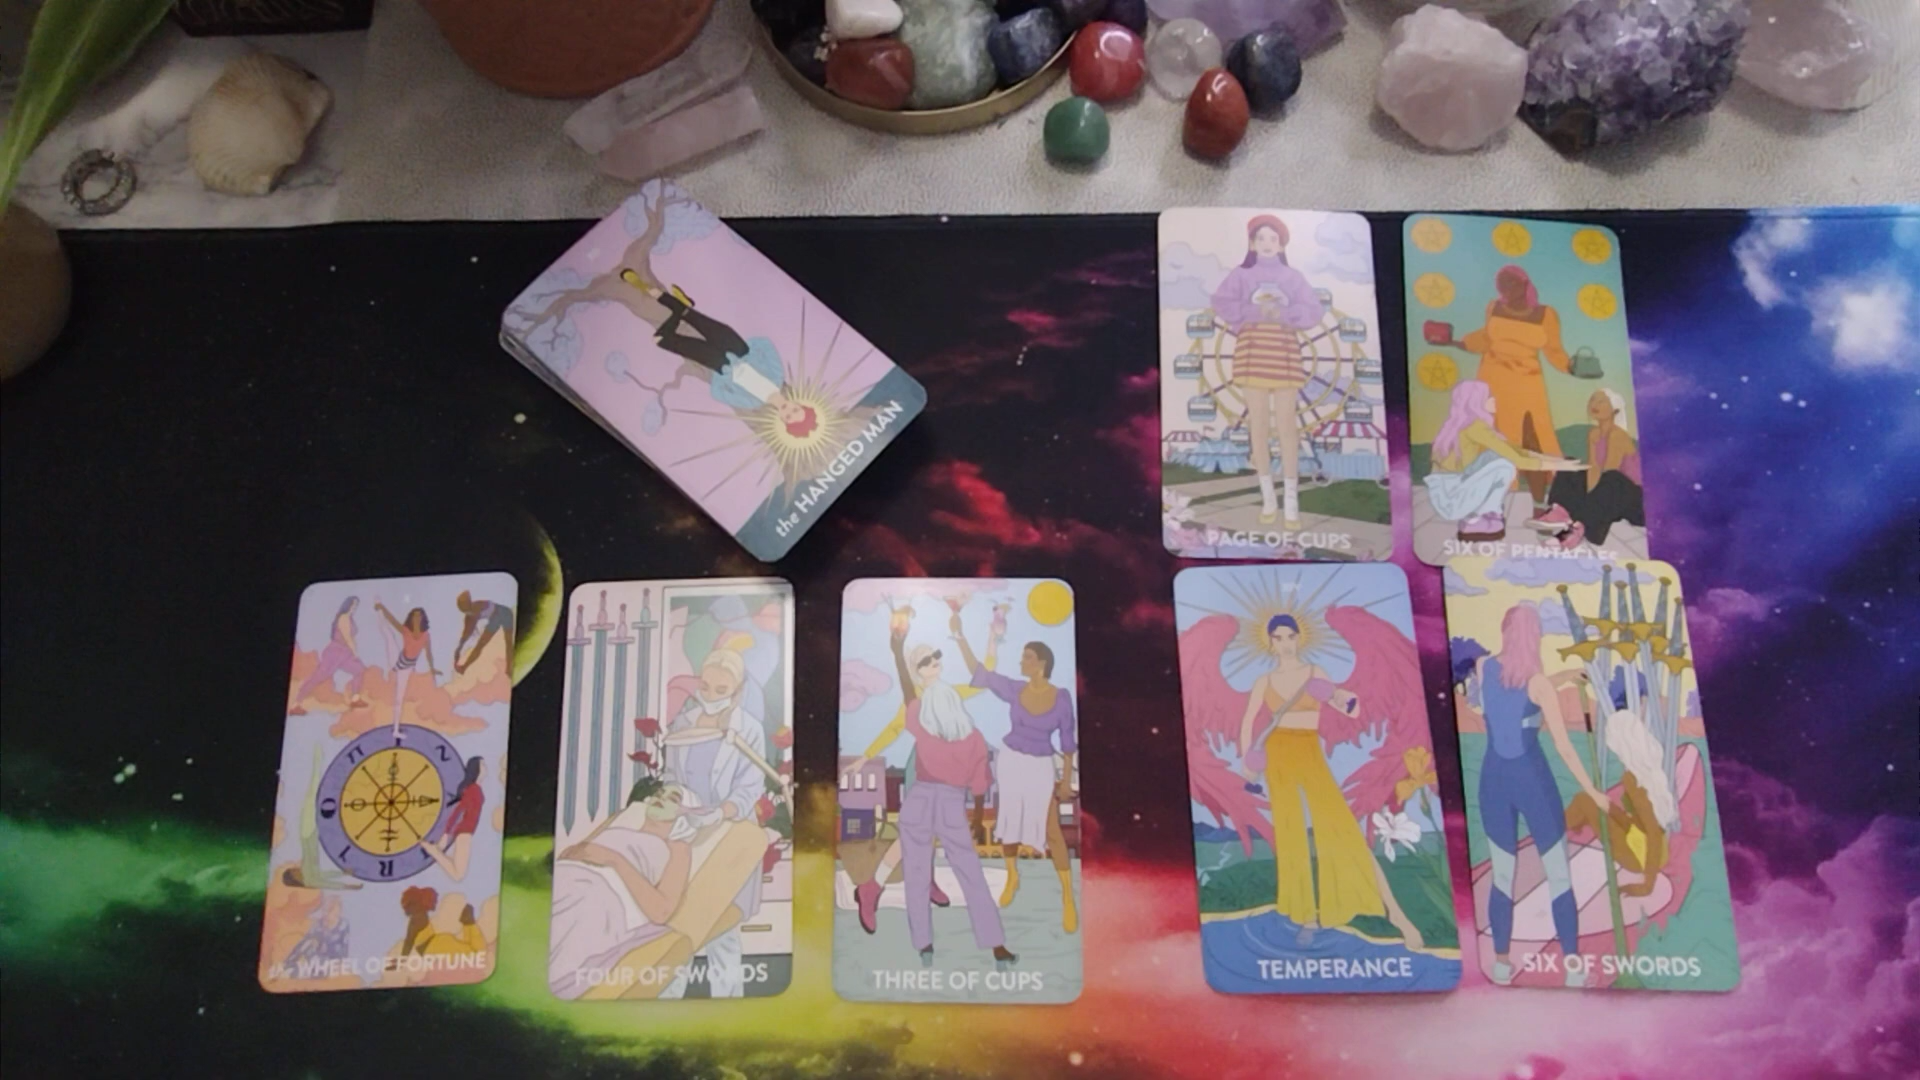 the HANGED MAN
PAGE OF CUPS
SIX OF PENTACLES
the WHEEL OF FORTUNE
FOUR OF SWORDS
THREE OF CUPS
TEMPERANCE
SIX OF SWORDS